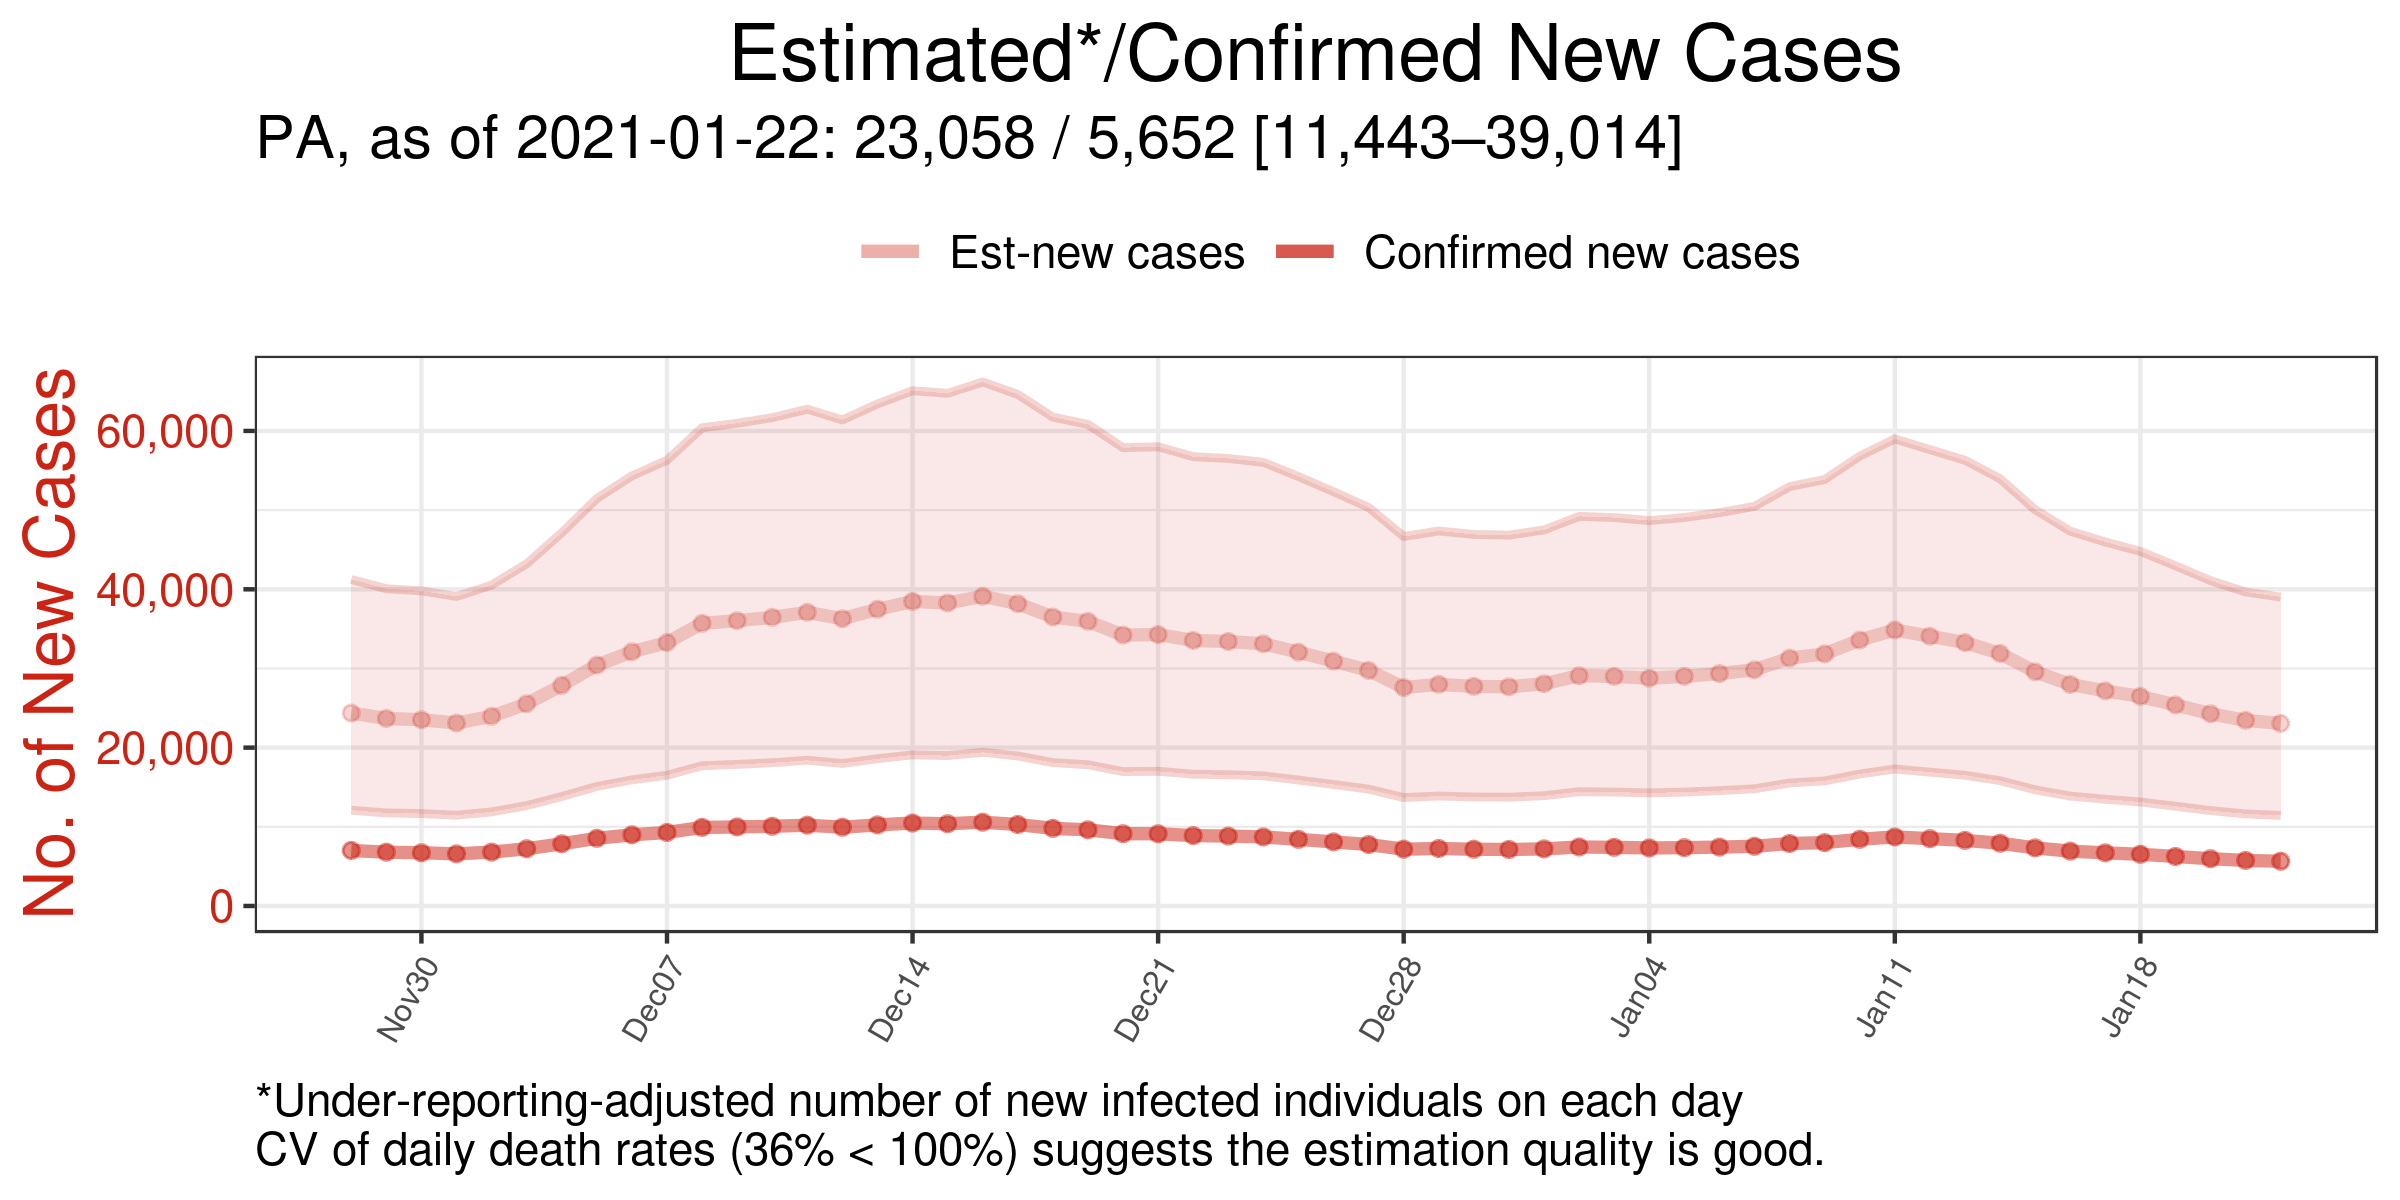 Estimated*/Confirmed New Cases
PA, as of 2021-01-22: 23,058 / 5,652 [11,443–39,014]
Est-new cases Confirmed new cases
No. of New Cases
60,000
40,000
20,000
0
Nov30 Dec07 Dec14 Dec21 Dec28 Jan04 Jan11 Jan18
*Under-reporting-adjusted number of new infected individuals on each day
CV of daily death rates (36% < 100%) suggests the estimation quality is good.